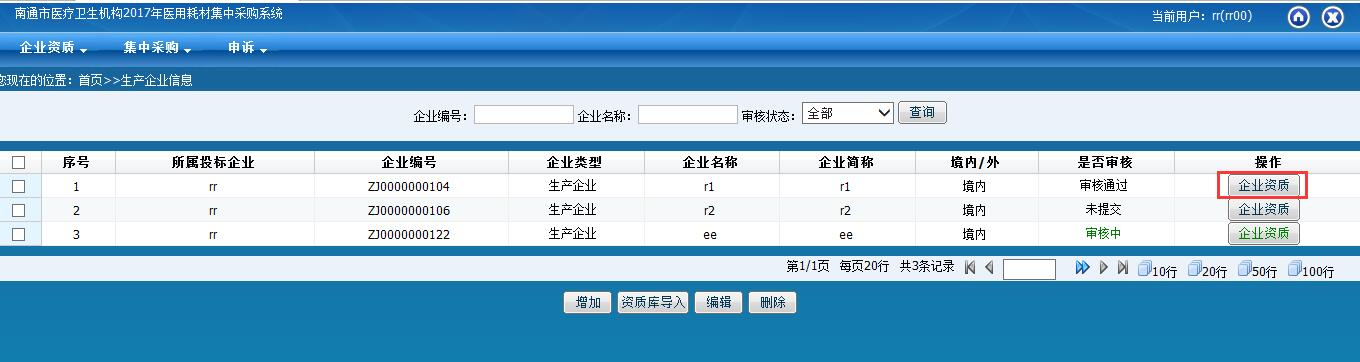 南通市医疗卫生机构2017年医用耗材集中采购系统 当前用户：rr(rr00)
企业资质 集中采购 申诉
您现在的位置：首页>>生产企业信息
企业编号： 企业名称： 审核状态： 全部 查询
序号 所属投标企业 企业编号 企业类型 企业名称 企业简称 境内/外 是否审核 操作
1 rr ZJ0000000104 生产企业 r1 r1 境内 审核通过 企业资质
2 rr ZJ0000000106 生产企业 r2 r2 境内 未提交 企业资质
3 rr ZJ0000000122 生产企业 ee ee 境内 审核中 企业资质
第1/1页 每页20行 共3条记录 10行 20行 50行 100行
增加 资质库导入 编辑 删除